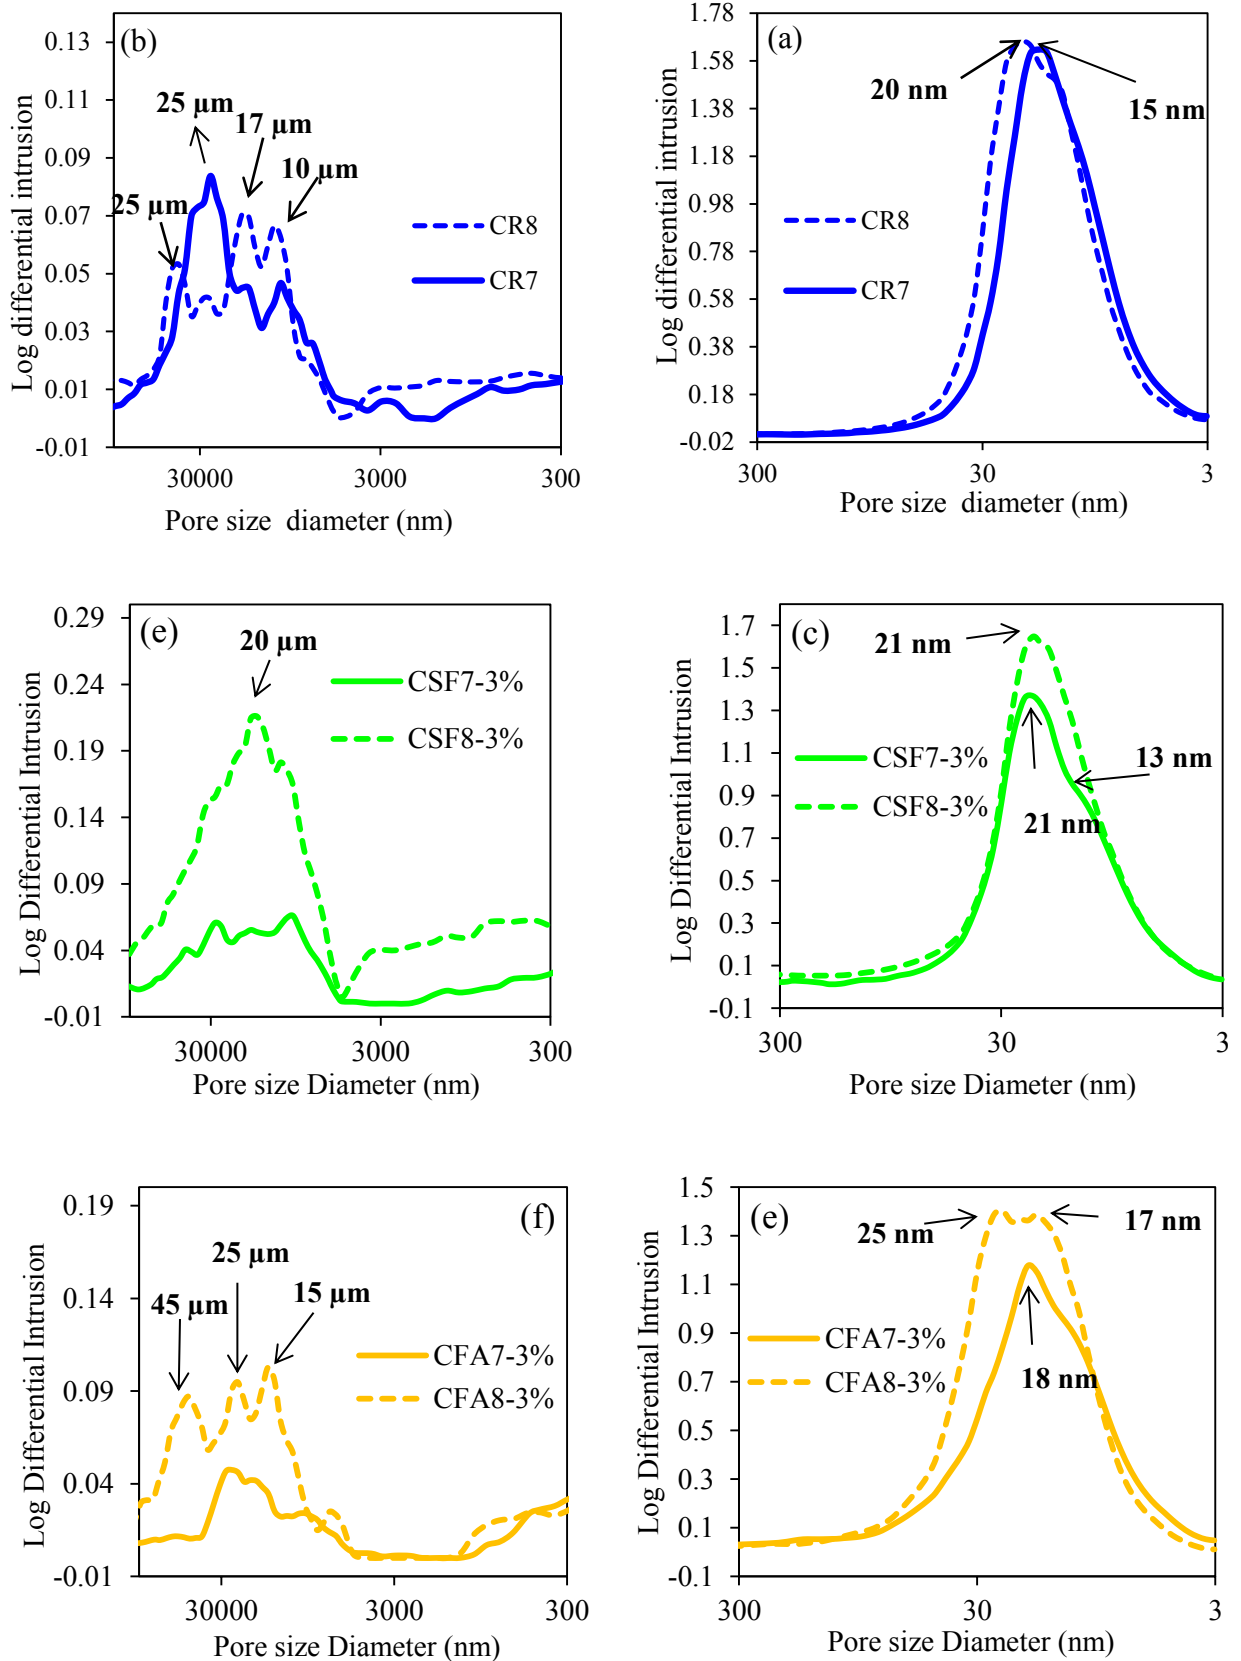 (b)
0.13
0.11
0.09
0.07
0.05
0.03
0.01
-0.01
Log differential intrusion
25 µm
17 µm
10 µm
25 µm
CR8
CR7
30000
3000
300
Pore size diameter (nm)
(a)
1.78
1.58
1.38
1.18
0.98
0.78
0.58
0.38
0.18
-0.02
Log differential intrusion
20 nm
15 nm
CR8
CR7
300
30
3
Pore size diameter (nm)
(e)
0.29
0.24
0.19
0.14
0.09
0.04
-0.01
Log Differential Intrusion
20 µm
CSF7-3%
CSF8-3%
30000
3000
300
Pore size Diameter (nm)
(c)
1.7
1.5
1.3
1.1
0.9
0.7
0.5
0.3
0.1
-0.1
Log Differential Intrusion
21 nm
13 nm
CSF7-3%
CSF8-3%
21 nm
300
30
3
Pore size Diameter (nm)
(f)
0.19
0.14
0.09
0.04
-0.01
Log Differential Intrusion
25 µm
45 µm
15 µm
CFA7-3%
CFA8-3%
30000
3000
300
Pore size Diameter (nm)
(e)
1.5
1.3
1.1
0.9
0.7
0.5
0.3
0.1
-0.1
Log Differential Intrusion
25 nm
17 nm
CFA7-3%
CFA8-3%
18 nm
300
30
3
Pore size Diameter (nm)